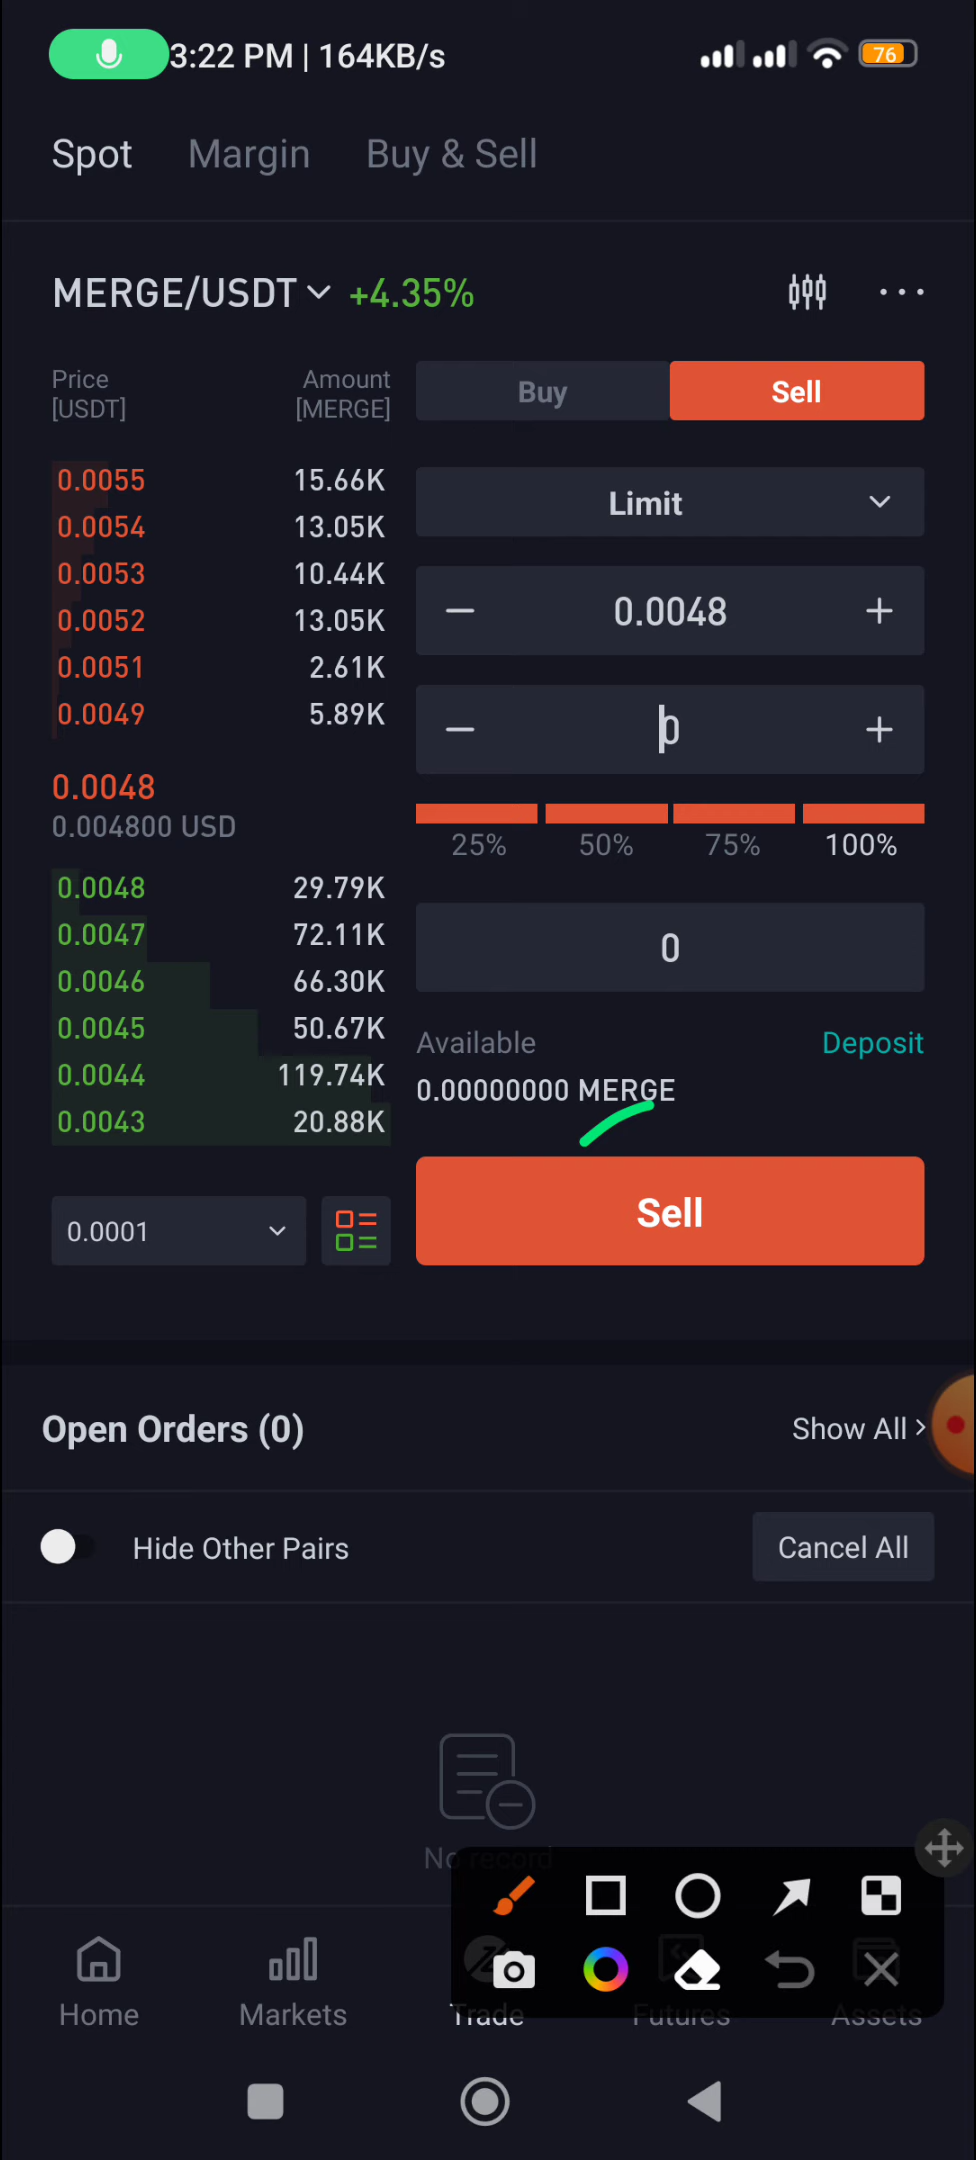 3:22 PM | 164KB/s
76
Spot Margin Buy & Sell
MERGE/USDT +4.35%
Price [USDT] Amount [MERGE]
Buy Sell
0.0055 15.66K
0.0054 13.05K
0.0053 10.44K
0.0052 13.05K
0.0051 2.61K
0.0049 5.89K
0.0048
0.004800 USD
0.0048 29.79K
0.0047 72.11K
0.0046 66.30K
0.0045 50.67K
0.0044 119.74K
0.0043 20.88K
0.0001
Limit
0.0048
0
25% 50% 75% 100%
0
Available Deposit
0.00000000 MERGE
Sell
Open Orders (0) Show All
Hide Other Pairs Cancel All
No record
Home Markets Trade Futures Assets